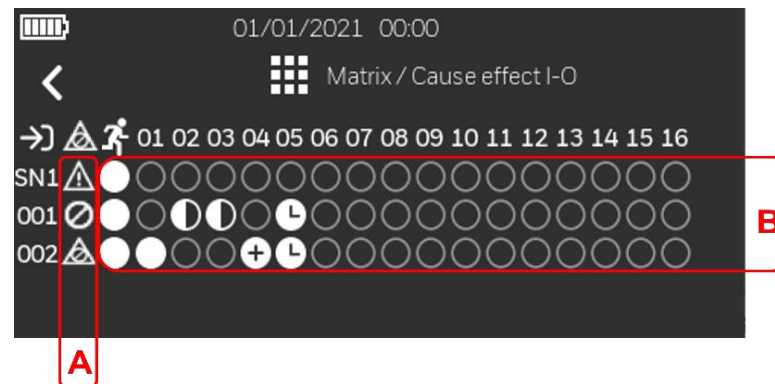 01/01/2021 00:00
Matrix / Cause effect I-O
01 02 03 04 05 06 07 08 09 10 11 12 13 14 15 16
SN1
001
002
B
A